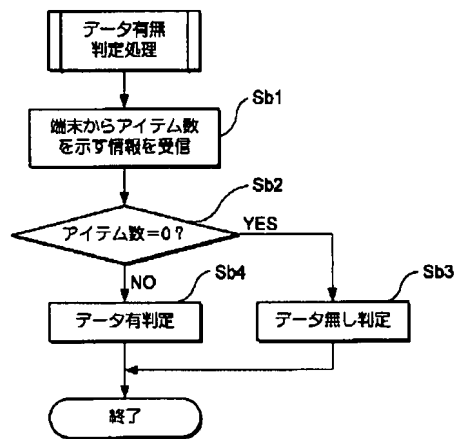 データ有無
判定処理
Sb1
端末からアイテム数
を示す情報を受信
Sb2
アイテム数=0?
YES
NO
Sb4
Sb3
データ有判定
データ無し判定
終了